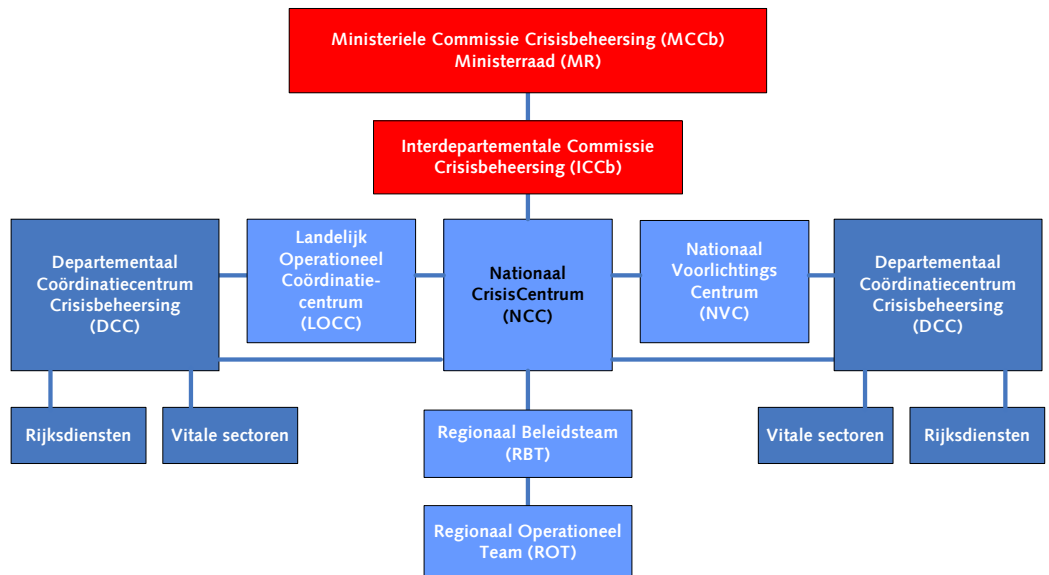 Ministeriele Commissie Crisisbeheersing (MCCb)
Ministerraad (MR)
Interdepartementale Commissie
Crisisbeheersing (ICCb)
Departementaal
Coördinatiecentrum
Crisisbeheersing
(DCC)
Landelijk
Operationeel
Coördinatie-
centrum
(LOCC)
Nationaal
CrisisCentrum
(NCC)
Nationaal
Voorlichtings
Centrum
(NVC)
Departementaal
Coördinatiecentrum
Crisisbeheersing
(DCC)
Rijksdiensten
Vitale sectoren
Regionaal Beleidsteam
(RBT)
Vitale sectoren
Rijksdiensten
Regionaal Operationeel
Team (ROT)